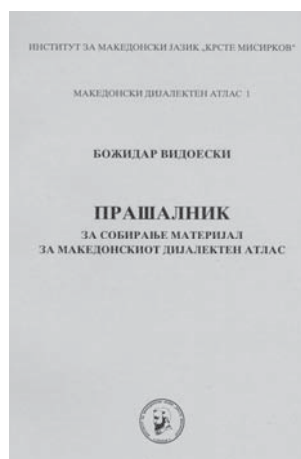 ИНСТИТУТ ЗА МАКЕДОНСКИ ЈАЗИК „КРСТЕ МИСИРКОВ“
МАКЕДОНСКИ ДИЈАЛЕКТЕН АТЛАС 1
БОЖИДАР ВИДОЕСКИ
ПРАШАЛНИК
ЗА СОБИРАЊЕ МАТЕРИЈАЛ
ЗА МАКЕДОНСКИОТ ДИЈАЛЕКТЕН АТЛАС